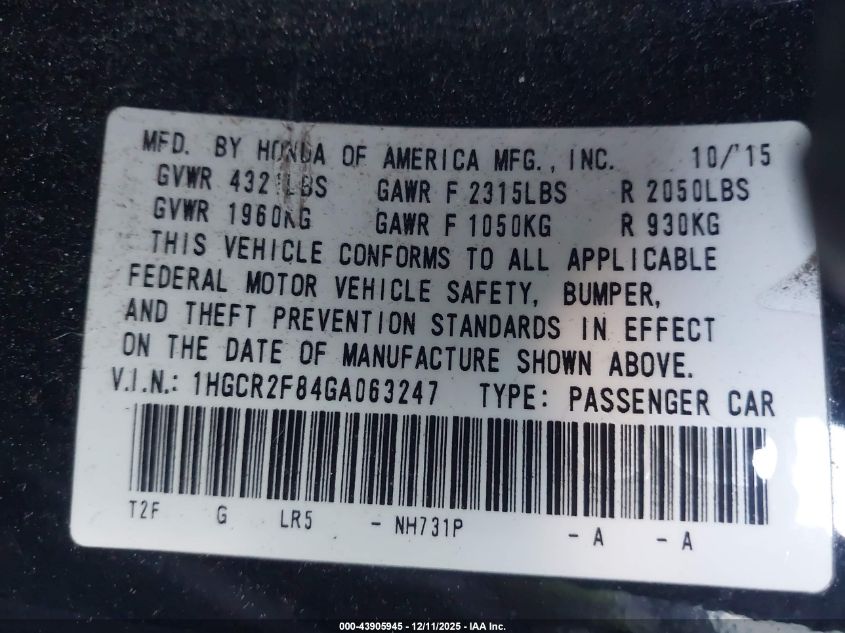 MFD. BY HONDA OF AMERICA MFG., INC. 10/'15
GVWR 4321LBS GAWR F 2315LBS R 2050LBS
GVWR 1960KG GAWR F 1050KG R 930KG
THIS VEHICLE CONFORMS TO ALL APPLICABLE
FEDERAL MOTOR VEHICLE SAFETY, BUMPER,
AND THEFT PREVENTION STANDARDS IN EFFECT
ON THE DATE OF MANUFACTURE SHOWN ABOVE.
V.I.N.: 1HGCR2F84GA063247 TYPE: PASSENGER CAR
T2F G LR5 - NH731P - A - A
000-43905945 - 12/11/2025 - IAA Inc.